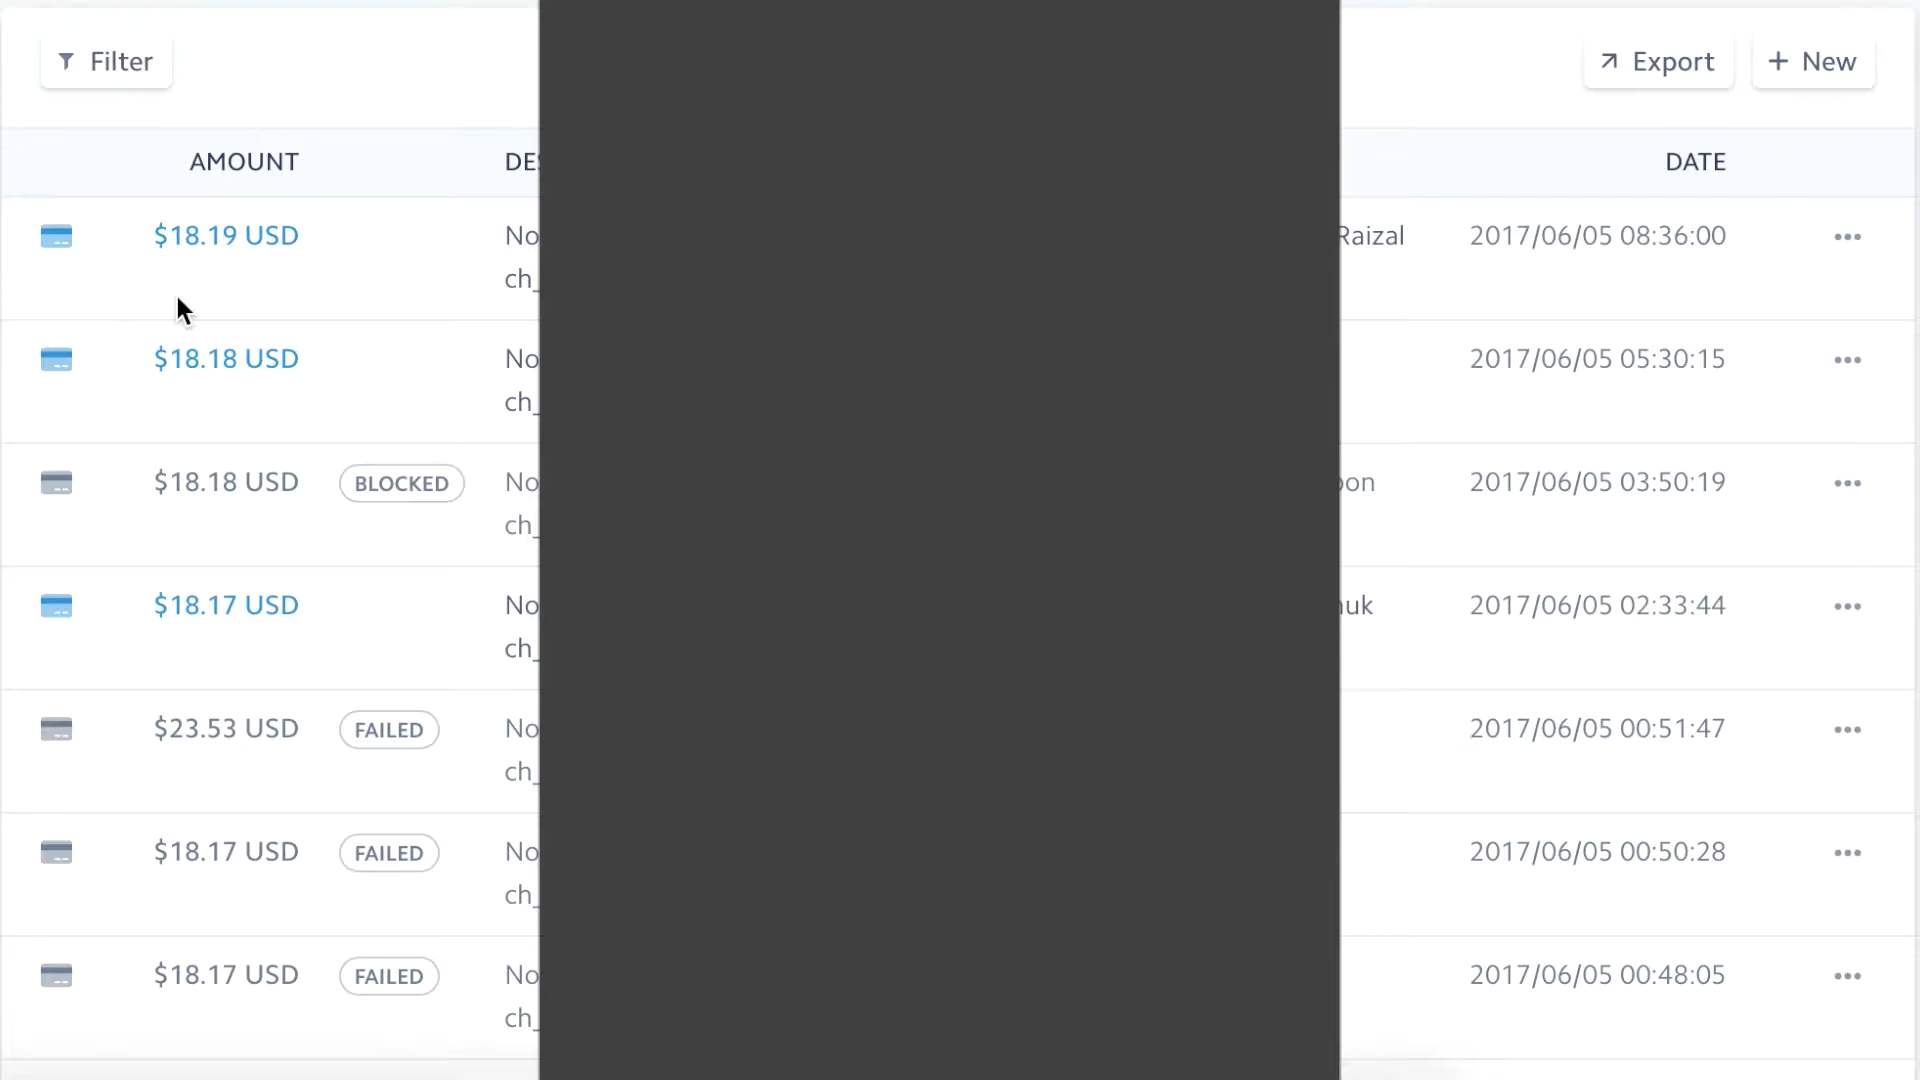 Filter Export + New
AMOUNT DATE
$18.19 USD No Raizal 2017/06/05 08:36:00
ch_
$18.18 USD No 2017/06/05 05:30:15
ch_
$18.18 USD BLOCKED No 2017/06/05 03:50:19
ch_
$18.17 USD No 2017/06/05 02:33:44
ch_
$23.53 USD FAILED No 2017/06/05 00:51:47
ch_
$18.17 USD FAILED No 2017/06/05 00:50:28
ch_
$18.17 USD FAILED No 2017/06/05 00:48:05
ch_